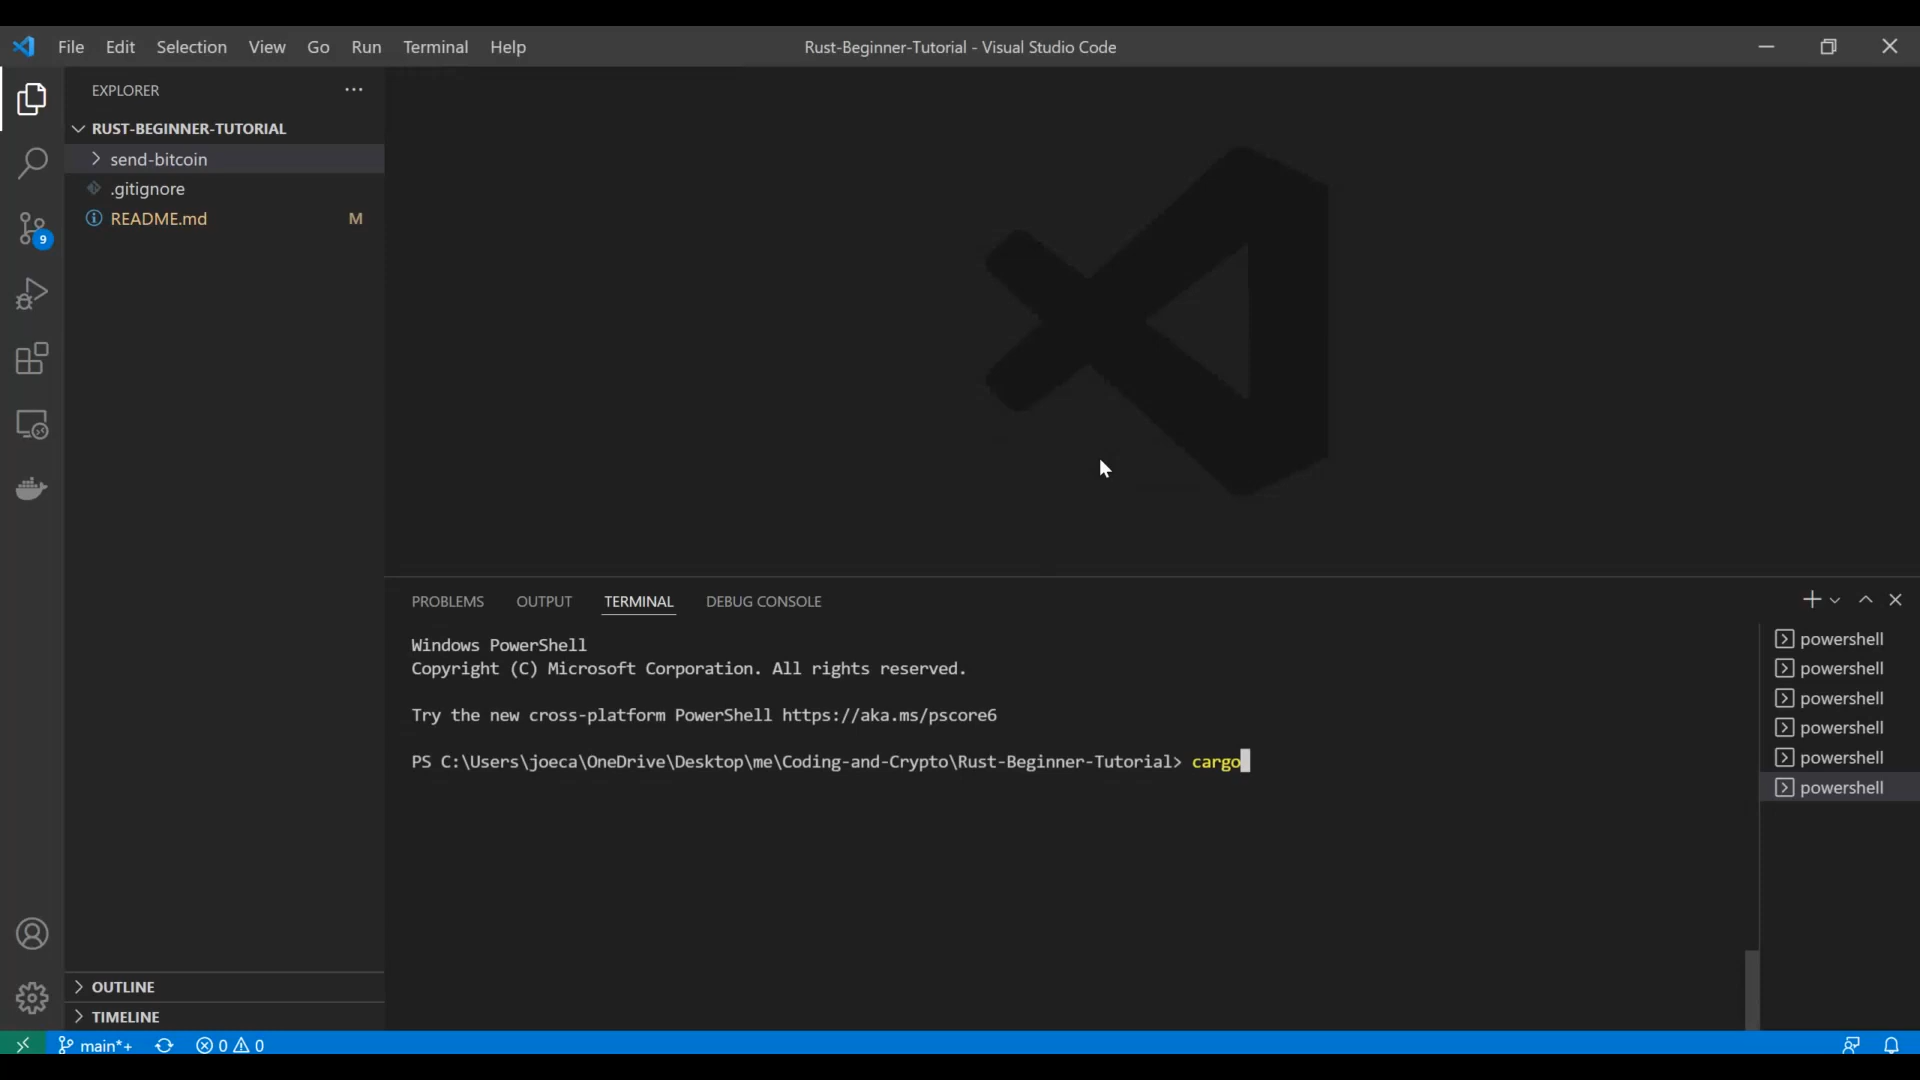 File Edit Selection View Go Run Terminal Help
Rust-Beginner-Tutorial - Visual Studio Code
EXPLORER
RUST-BEGINNER-TUTORIAL
send-bitcoin
.gitignore
README.md M
9
OUTLINE
TIMELINE
PROBLEMS OUTPUT TERMINAL DEBUG CONSOLE
Windows PowerShell
Copyright (C) Microsoft Corporation. All rights reserved.
Try the new cross-platform PowerShell https://aka.ms/pscore6
PS C:\Users\joeca\OneDrive\Desktop\me\Coding-and-Crypto\Rust-Beginner-Tutorial> cargo
powershell
powershell
powershell
powershell
powershell
powershell
main*+ 0 0